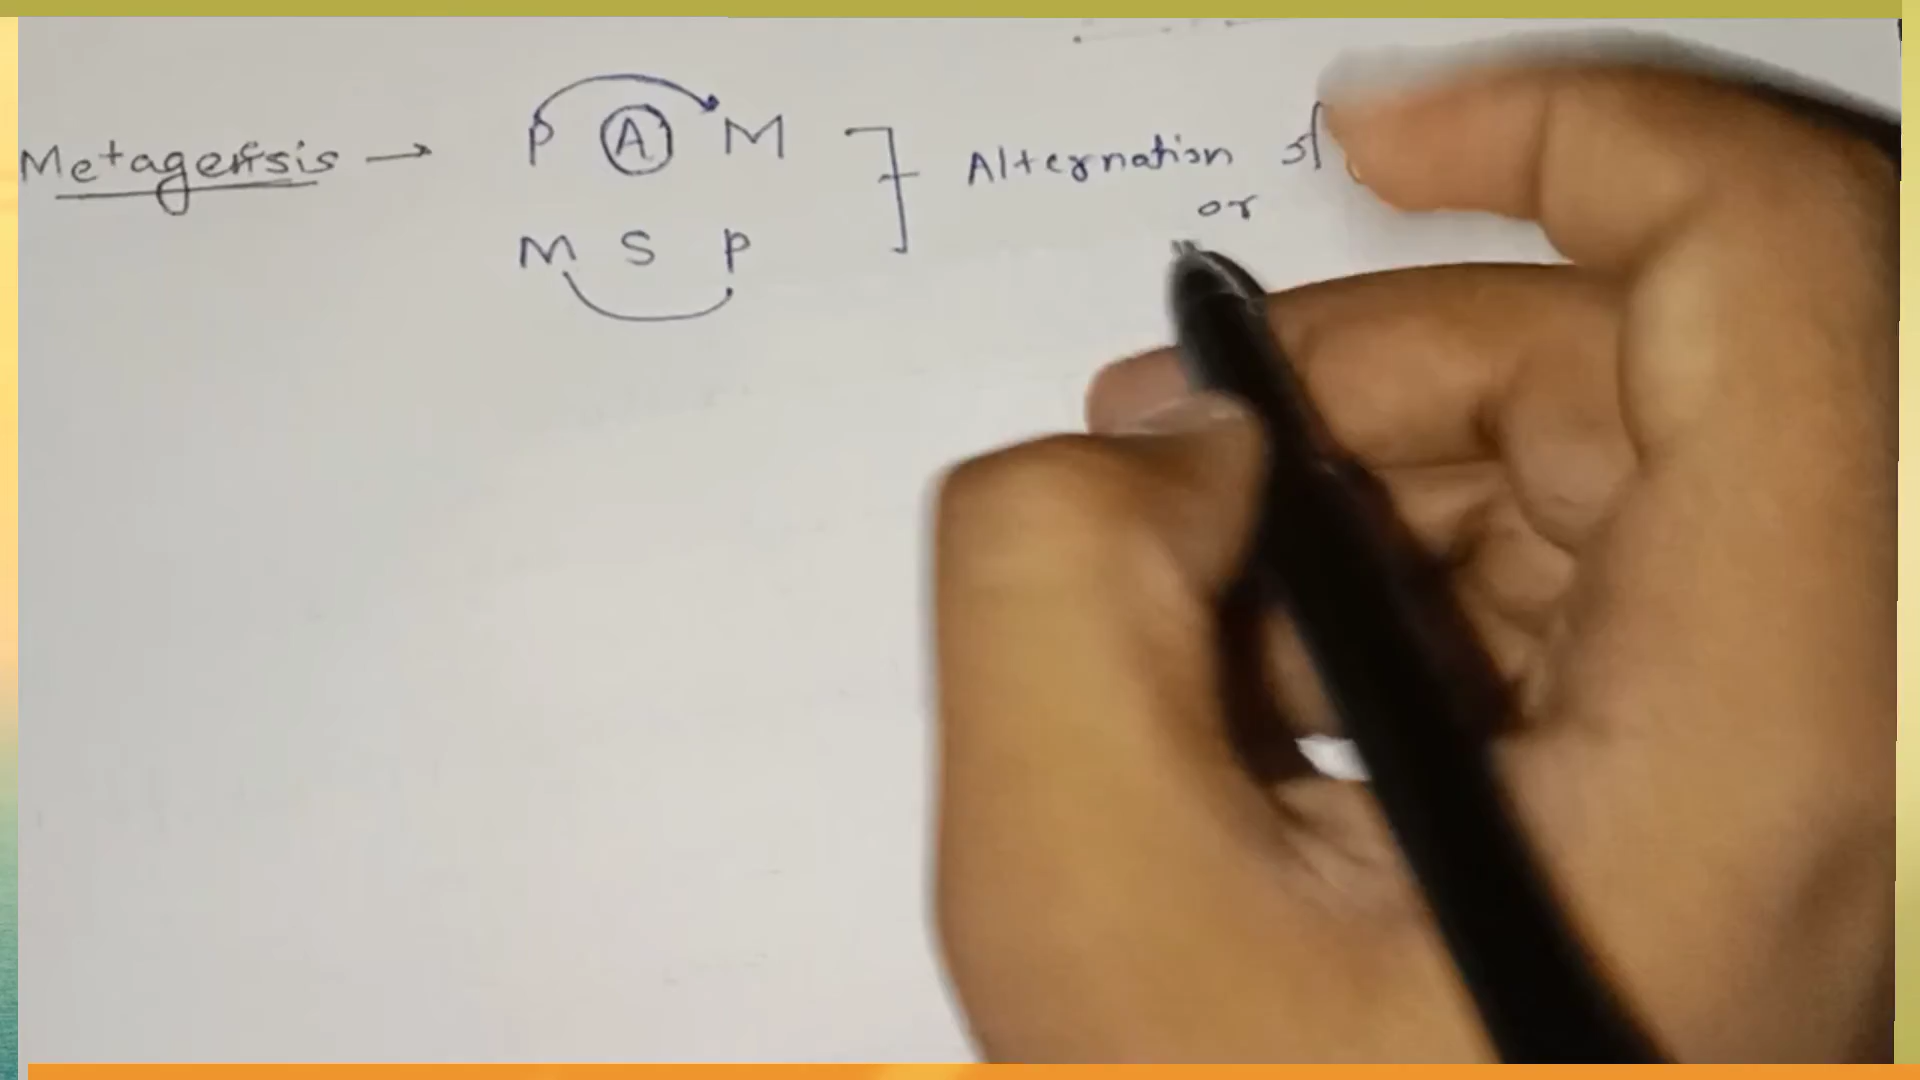 Metagensis → P A M ] Alternation of
or
M S P